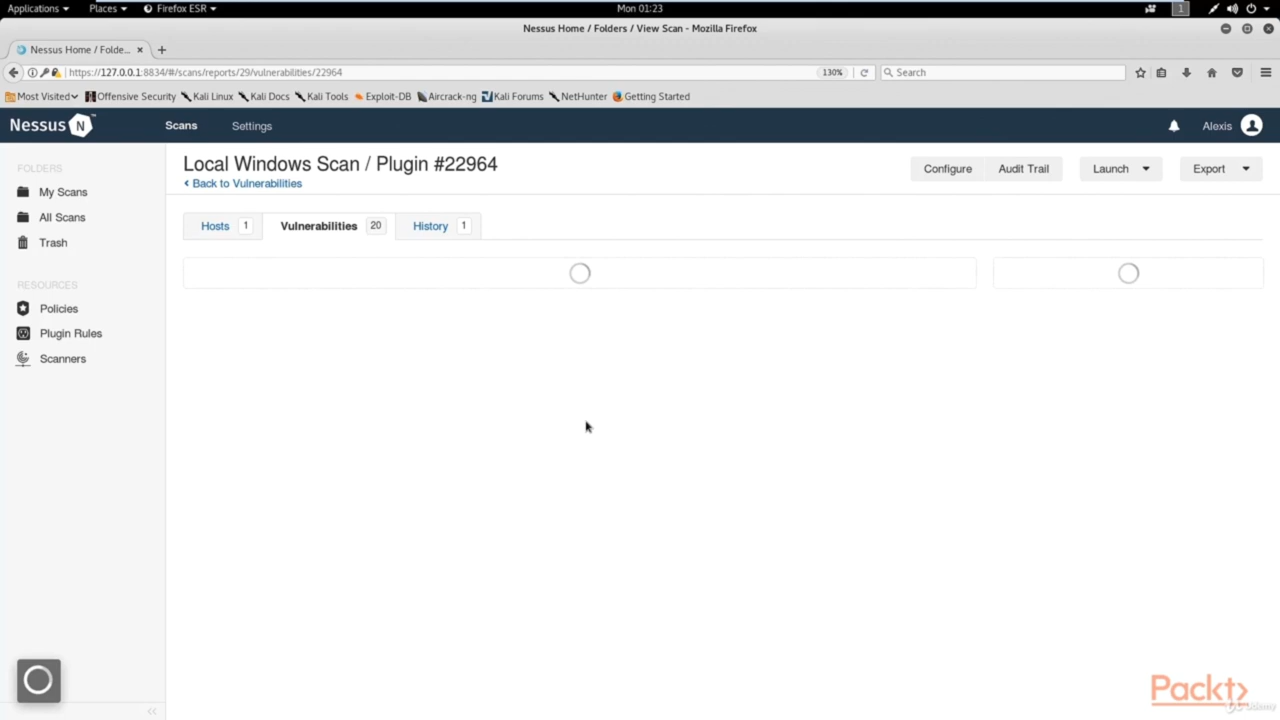 Applications Places Firefox ESR Mon 01:23 1
Nessus Home / Folders / View Scan - Mozilla Firefox
Nessus Home / Folde... × +
https://127.0.0.1:8834/#/scans/reports/29/vulnerabilities/22964 130% Search
Most Visited Offensive Security Kali Linux Kali Docs Kali Tools Exploit-DB Aircrack-ng Kali Forums NetHunter Getting Started
Nessus N Scans Settings Alexis
FOLDERS
My Scans
All Scans
Trash
RESOURCES
Policies
Plugin Rules
Scanners
Local Windows Scan / Plugin #22964
Back to Vulnerabilities
Configure Audit Trail Launch Export
Hosts 1 Vulnerabilities 20 History 1
Packt
Udemy